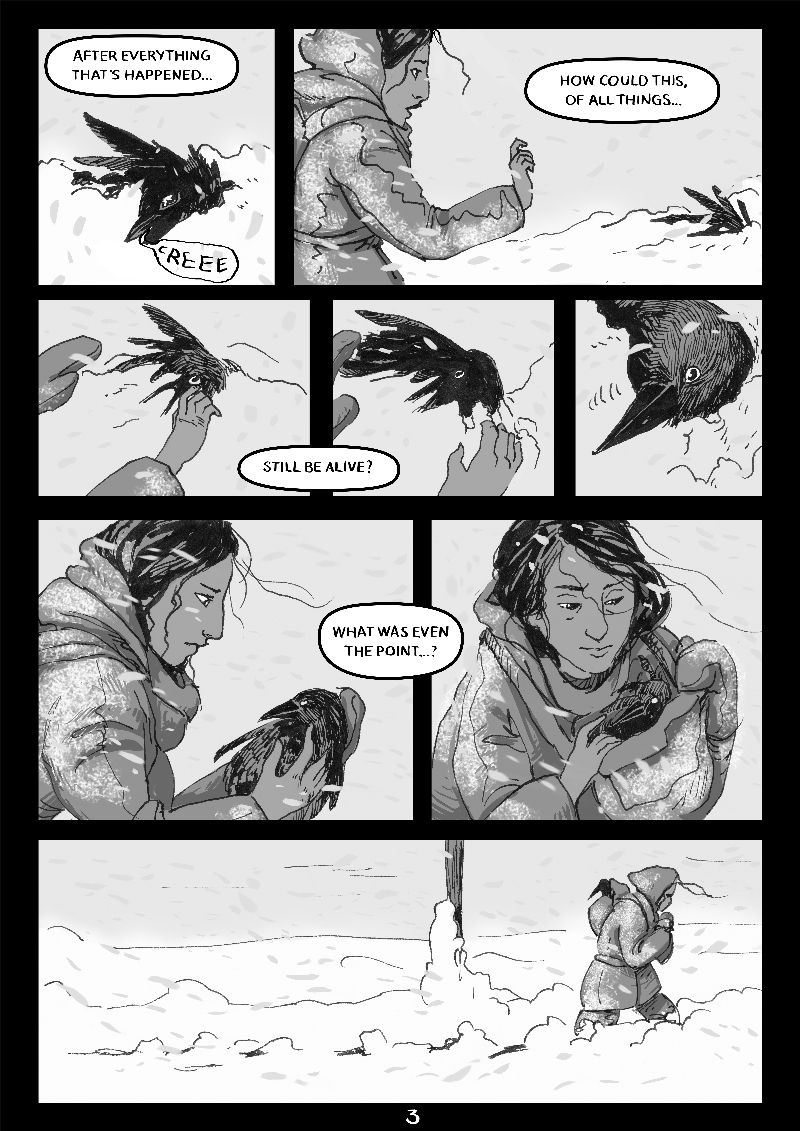 AFTER EVERYTHING
THAT'S HAPPENED...
CREEE
HOW COULD THIS,
OF ALL THINGS...
STILL BE ALIVE?
WHAT WAS EVEN
THE POINT...?
3